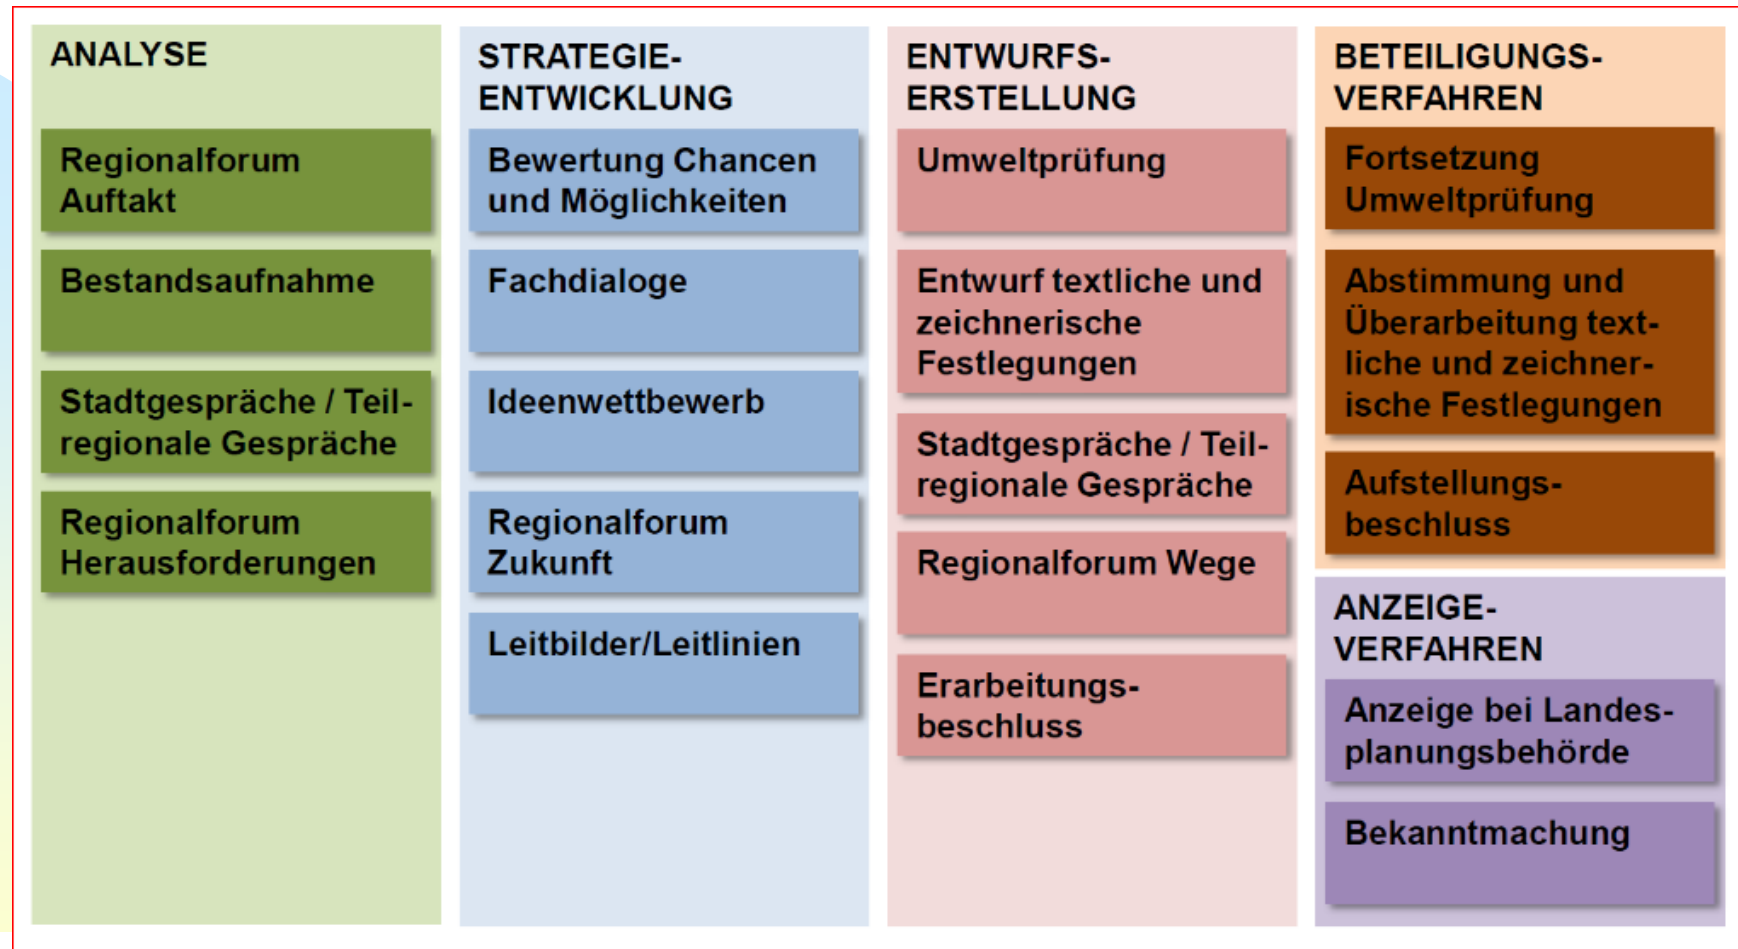 ANALYSE
Regionalforum
Auftakt
Bestandsaufnahme
Stadtgespräche / Teil-
regionale Gespräche
Regionalforum
Herausforderungen
STRATEGIE-
ENTWICKLUNG
Bewertung Chancen
und Möglichkeiten
Fachdialoge
Ideenwettbewerb
Regionalforum
Zukunft
Leitbilder/Leitlinien
ENTWURFS-
ERSTELLUNG
Umweltprüfung
Entwurf textliche und
zeichnerische
Festlegungen
Stadtgespräche / Teil-
regionale Gespräche
Regionalforum Wege
Erarbeitungs-
beschluss
BETEILIGUNGS-
VERFAHREN
Fortsetzung
Umweltprüfung
Abstimmung und
Überarbeitung text-
liche und zeichner-
ische Festlegungen
Aufstellungs-
beschluss
ANZEIGE-
VERFAHREN
Anzeige bei Landes-
planungsbehörde
Bekanntmachung